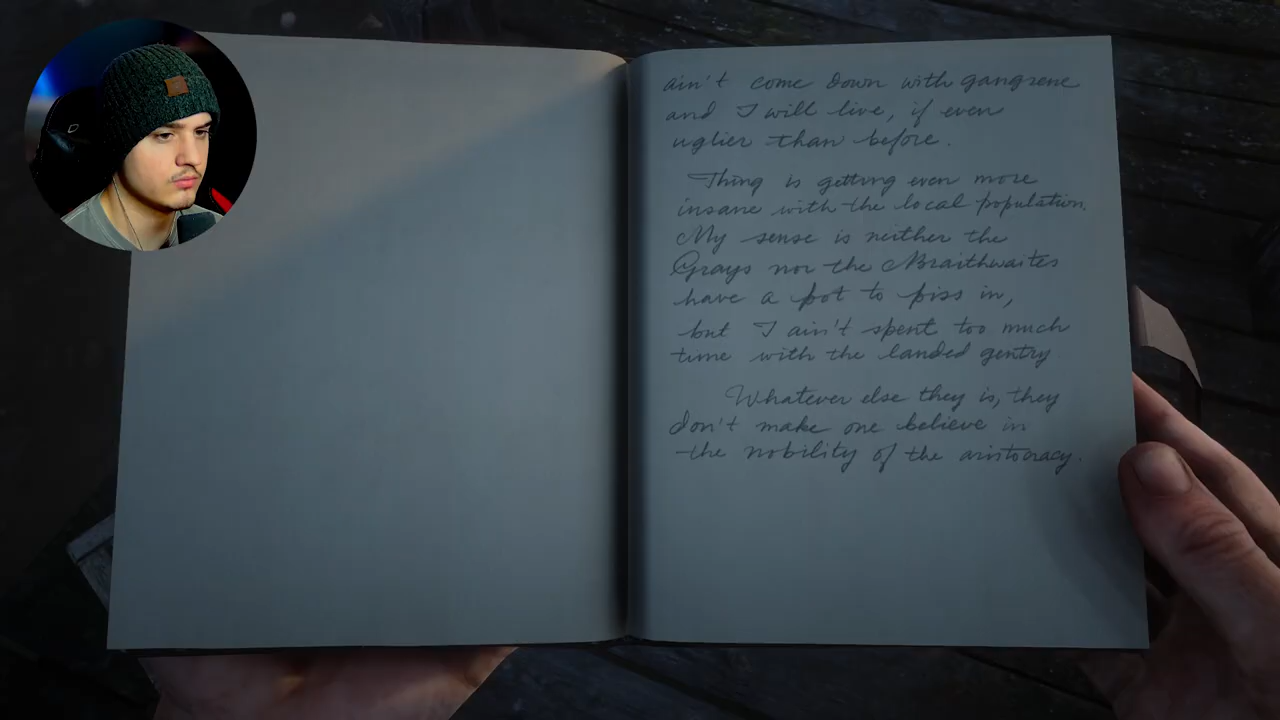 ain't come down with gangrene
and I will live, if even
uglier than before.
Thing is getting even more
insane with the local population.
My sense is neither the
Grays nor the Braithwaites
have a pot to piss in,
but I ain't spent too much
time with the landed gentry
Whatever else they is, they
don't make one believe in
the nobility of the aristocracy.